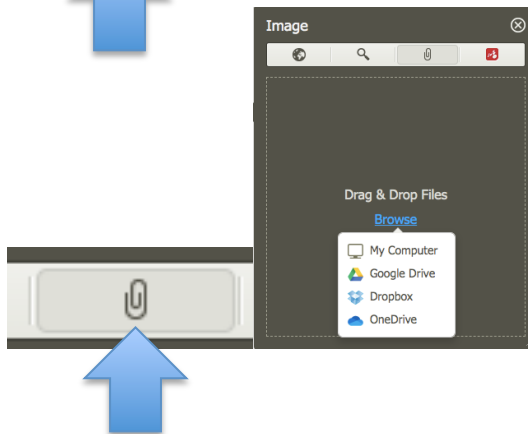 Image
Drag & Drop Files
Browse
My Computer
Google Drive
Dropbox
OneDrive